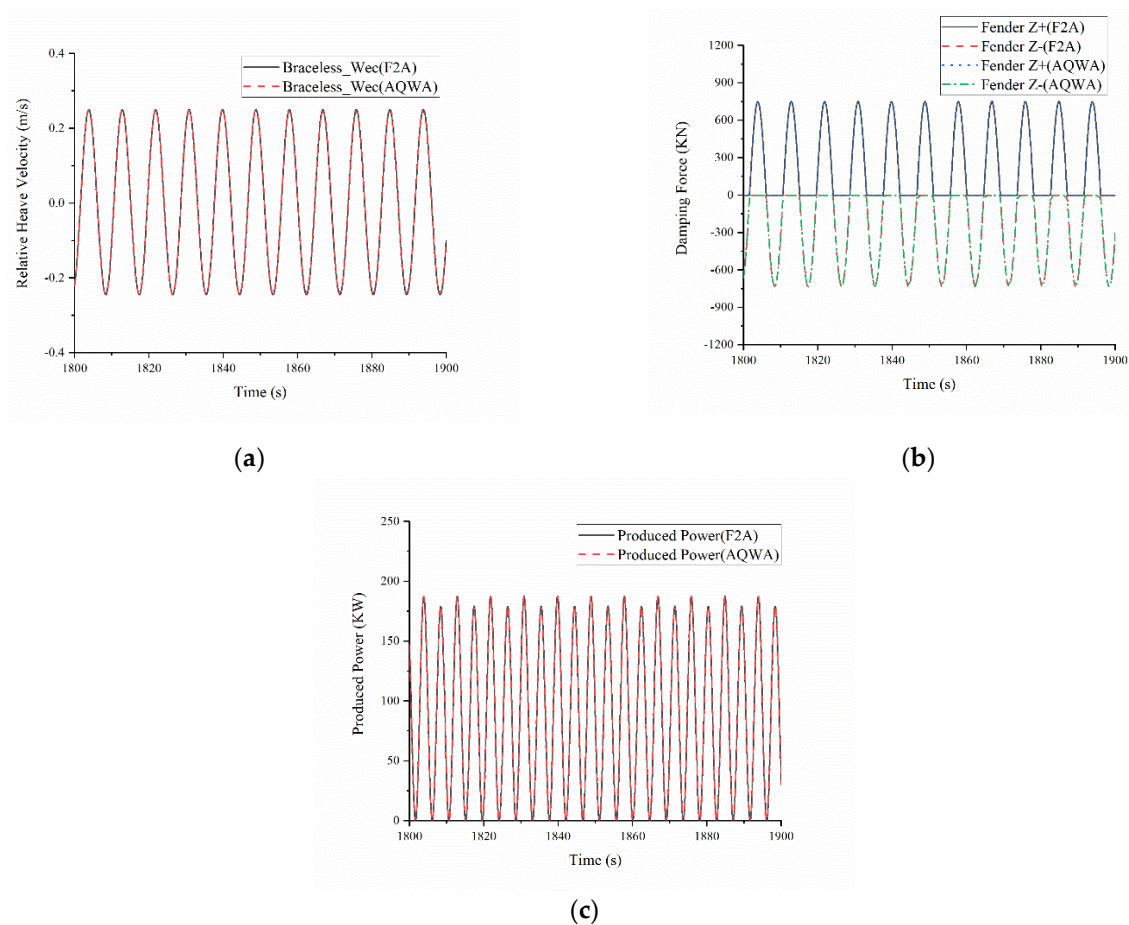 Braceless_Wec(F2A)
Braceless_Wec(AQWA)
0.4
0.2
0.0
-0.2
-0.4
Relative Heave Velocity (m/s)
1800 1820 1840 1860 1880 1900
Time (s)
(a)
Fender Z+(F2A)
Fender Z-(F2A)
Fender Z+(AQWA)
Fender Z-(AQWA)
1200
900
600
300
0
-300
-600
-900
-1200
Damping Force (KN)
1800 1820 1840 1860 1880 1900
Time (s)
(b)
Produced Power(F2A)
Produced Power(AQWA)
250
200
150
100
50
0
Produced Power (KW)
1800 1820 1840 1860 1880 1900
Time (s)
(c)